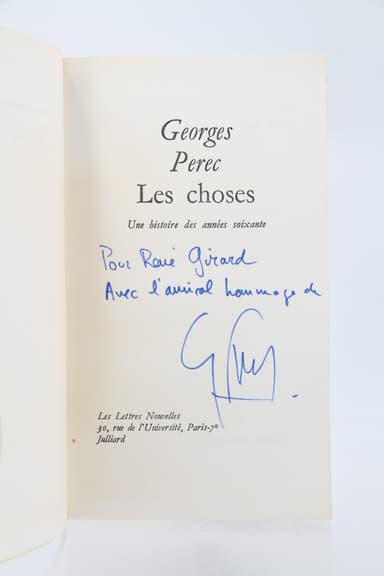 Georges
Perec
Les choses
Une histoire des années soixante
Pour René Girard
Avec l'amical hommage de
Les Lettres Nouvelles
30, rue de l'Université, Paris-7e
Julliard